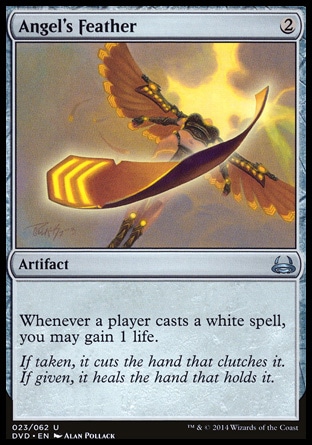 Angel's Feather 2
Artifact
Whenever a player casts a white spell,
you may gain 1 life.
If taken, it cuts the hand that clutches it.
If given, it heals the hand that holds it.
023/062 U
DVD • EN Alan Pollack
™ & © 2014 Wizards of the Coast